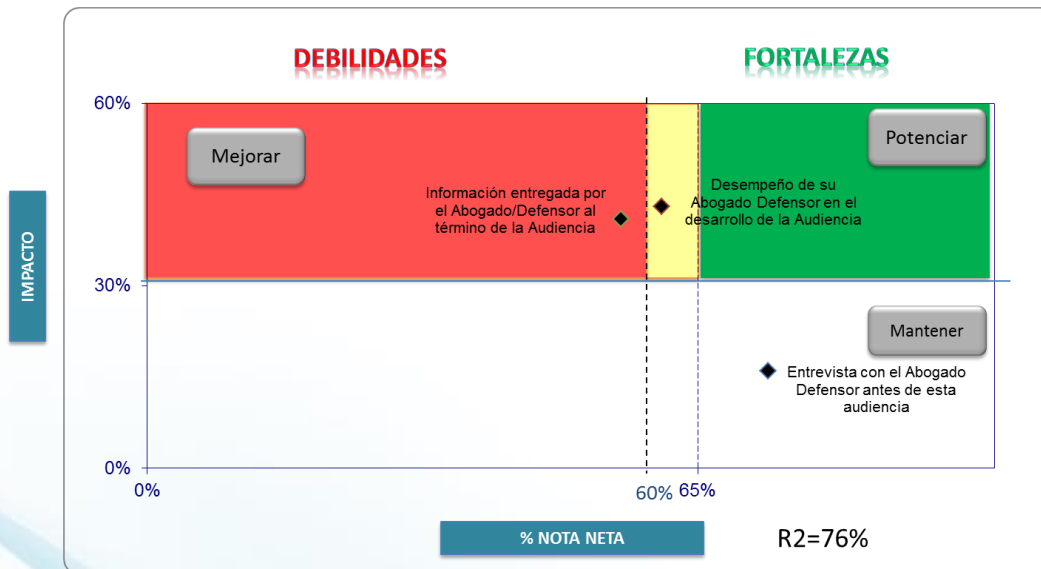 DEBILIDADES
FORTALEZAS
60%
Mejorar
Potenciar
Información entregada por
el Abogado/Defensor al
término de la Audiencia
Desempeño de su
Abogado Defensor en el
desarrollo de la Audiencia
IMPACTO
30%
Mantener
Entrevista con el Abogado
Defensor antes de esta
audiencia
0%
0%
60%
65%
% NOTA NETA
R2=76%